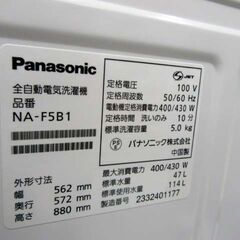 Panasonic
全自動電気洗濯機
品番
NA-F5B1
外形寸法
幅 562 mm
奥行 572 mm
高さ 880 mm
JET
定格電圧 100 V
定格周波数 50/60 Hz
電動機定格消費電力 400/430 W
定格時間 洗いのみ 10 分
標準洗濯容量 5.0 kg
パナソニック株式会社
中国製
最大消費電力 400/430 W
標準水量 47 L
標準使用水量 114 L
製造番号 2332401177